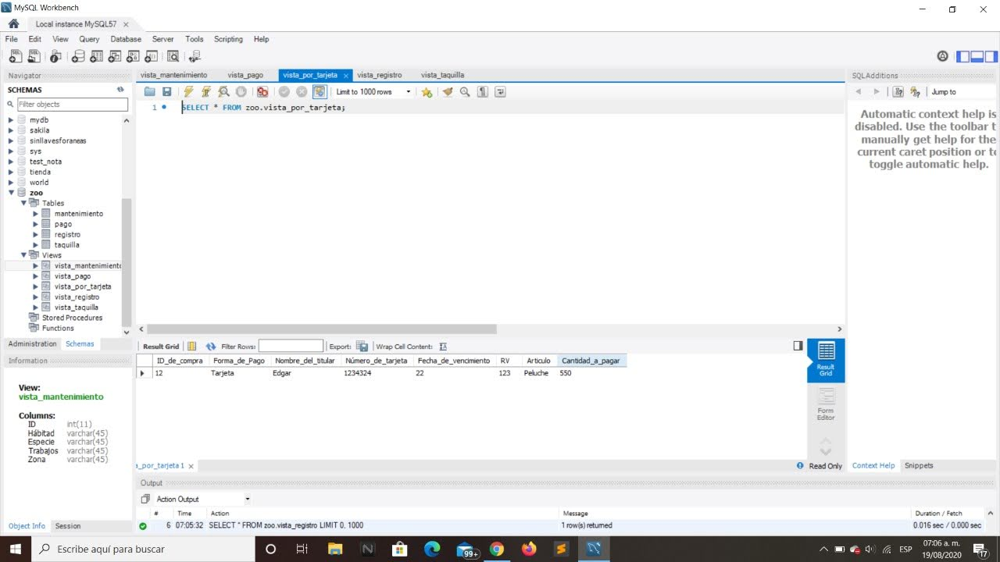 MySQL Workbench
Local instance MySQL57
File Edit View Query Database Server Tools Scripting Help
Navigator
SCHEMAS
Filter objects
mydb
sakila
sinllavesforaneas
sys
test_nota
tienda
world
zoo
Tables
mantenimiento
pago
registro
taquilla
Views
vista_mantenimiento
vista_pago
vista_por_tarjeta
vista_registro
vista_taquilla
Stored Procedures
Functions
Administration Schemas
Information
View:
vista_mantenimiento
Columns:
ID int(11)
Hábitad varchar(45)
Especie varchar(45)
Trabajos varchar(45)
Zona varchar(45)
Object Info Session
vista_mantenimiento vista_pago vista_por_tarjeta vista_registro vista_taquilla
Limit to 1000 rows
1 SELECT * FROM zoo.vista_por_tarjeta;
Result Grid Filter Rows: Export: Wrap Cell Content:
ID_de_compra Forma_de_Pago Nombre_del_titular Número_de_tarjeta Fecha_de_vencimiento RV Articulo Cantidad_a_pagar
12 Tarjeta Edgar 1234324 22 123 Peluche 550
Result Grid
Form Editor
a_por_tarjeta 1
Read Only
SQLAdditions
Jump to
Automatic context help is
disabled. Use the toolbar t
manually get help for the
current caret position or to
toggle automatic help.
Context Help Snippets
Output
Action Output
# Time Action Message Duration / Fetch
6 07:05:32 SELECT * FROM zoo.vista_registro LIMIT 0, 1000 1 row(s) returned 0.016 sec / 0.000 sec
Escribe aquí para buscar
99+
ESP
07:06 a. m.
19/08/2020
17